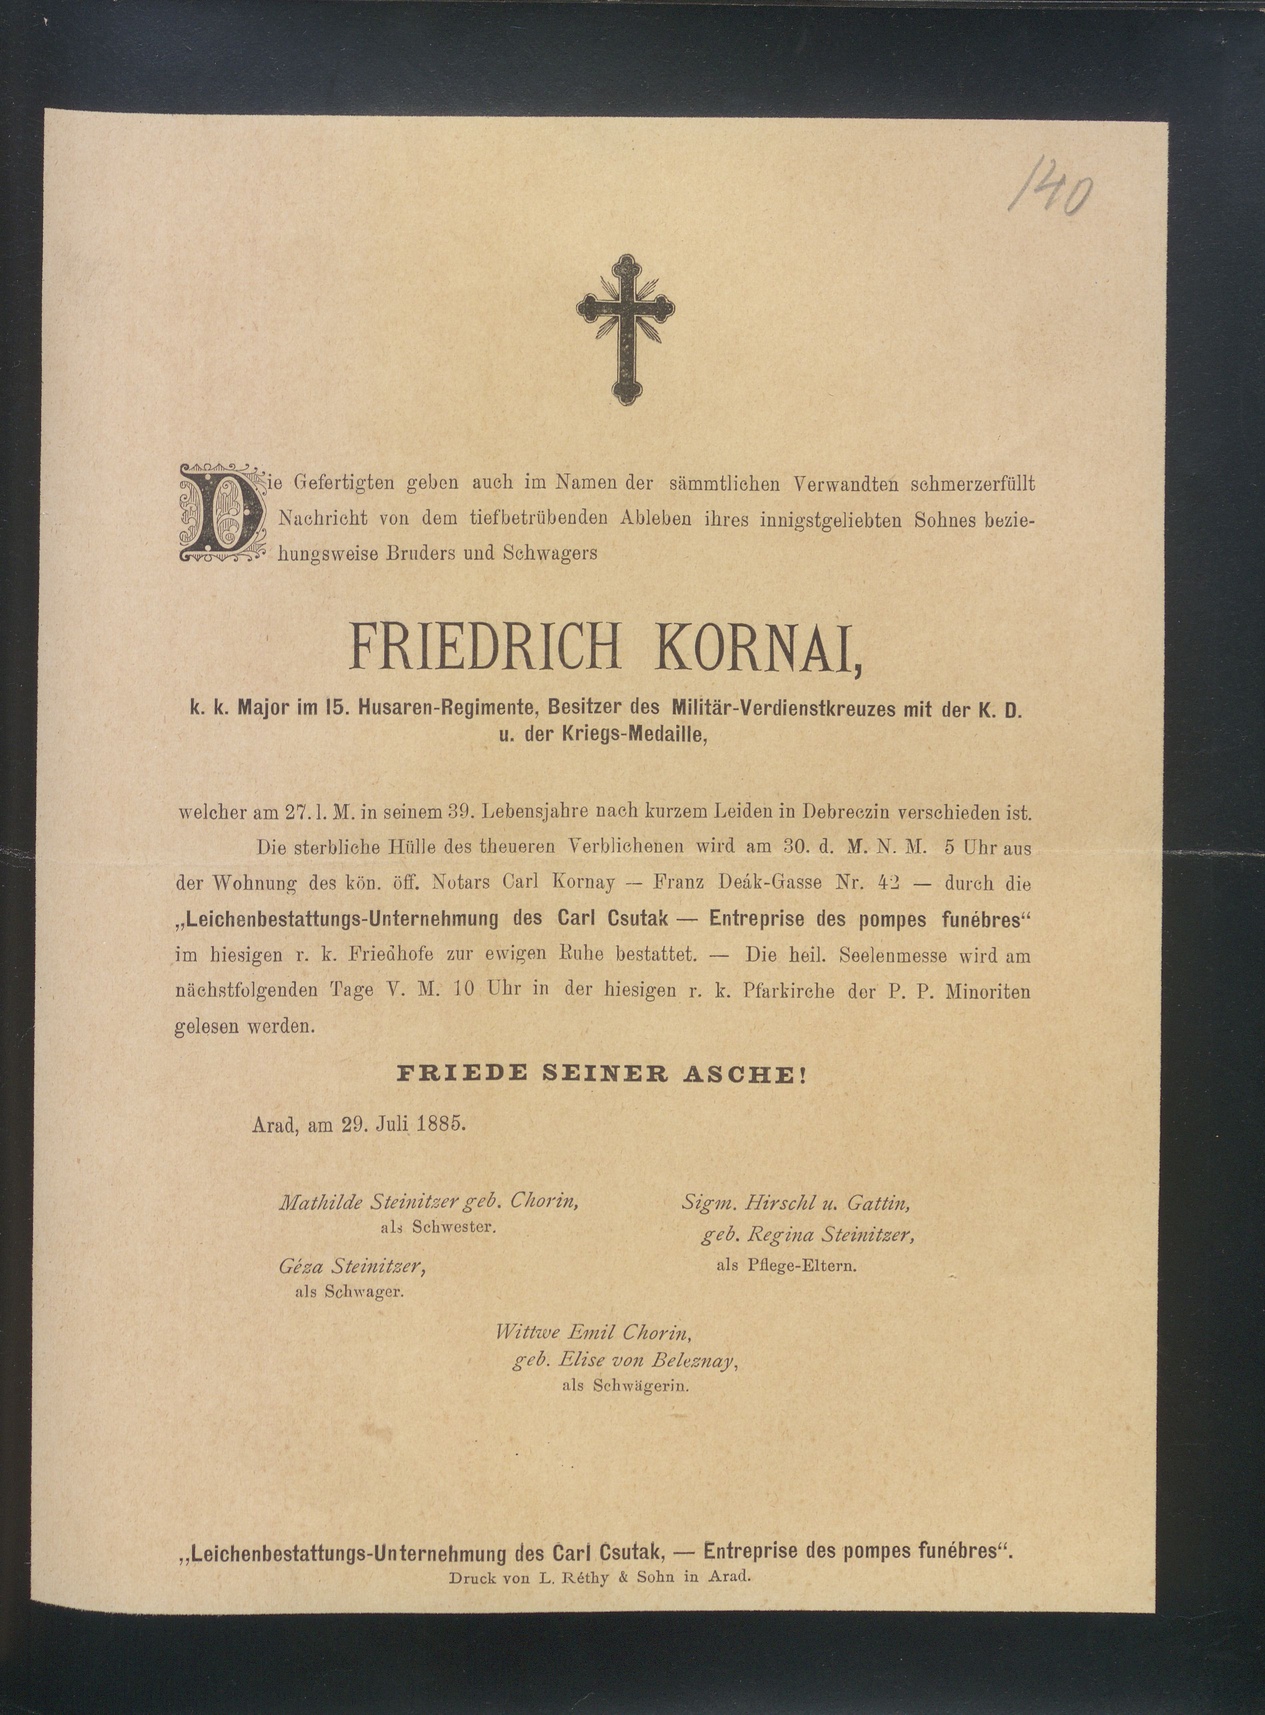 140
Die Gefertigten geben auch im Namen der sämmtlichen Verwandten schmerzerfüllt
Nachricht von dem tiefbetrübenden Ableben ihres innigstgeliebten Sohnes bezie-
hungsweise Bruders und Schwagers
FRIEDRICH KORNAI,
k. k. Major im 15. Husaren-Regimente, Besitzer des Militär-Verdienstkreuzes mit der K. D.
u. der Kriegs-Medaille,
welcher am 27. l. M. in seinem 39. Lebensjahre nach kurzem Leiden in Debreczin verschieden ist.
Die sterbliche Hülle des theueren Verblichenen wird am 30. d. M. N. M. 5 Uhr aus
der Wohnung des kön. öff. Notars Carl Kornay — Franz Deák-Gasse Nr. 42 — durch die
„Leichenbestattungs-Unternehmung des Carl Csutak — Entreprise des pompes funébres“
im hiesigen r. k. Friedhofe zur ewigen Ruhe bestattet. — Die heil. Seelenmesse wird am
nächstfolgenden Tage V. M. 10 Uhr in der hiesigen r. k. Pfarkirche der P. P. Minoriten
gelesen werden.
FRIEDE SEINER ASCHE!
Arad, am 29. Juli 1885.
Mathilde Steinitzer geb. Chorin,
als Schwester.
Géza Steinitzer,
als Schwager.
Sigm. Hirschl u. Gattin,
geb. Regina Steinitzer,
als Pflege-Eltern.
Wittwe Emil Chorin,
geb. Elise von Beleznay,
als Schwägerin.
„Leichenbestattungs-Unternehmung des Carl Csutak, — Entreprise des pompes funébres“.
Druck von L. Réthy & Sohn in Arad.